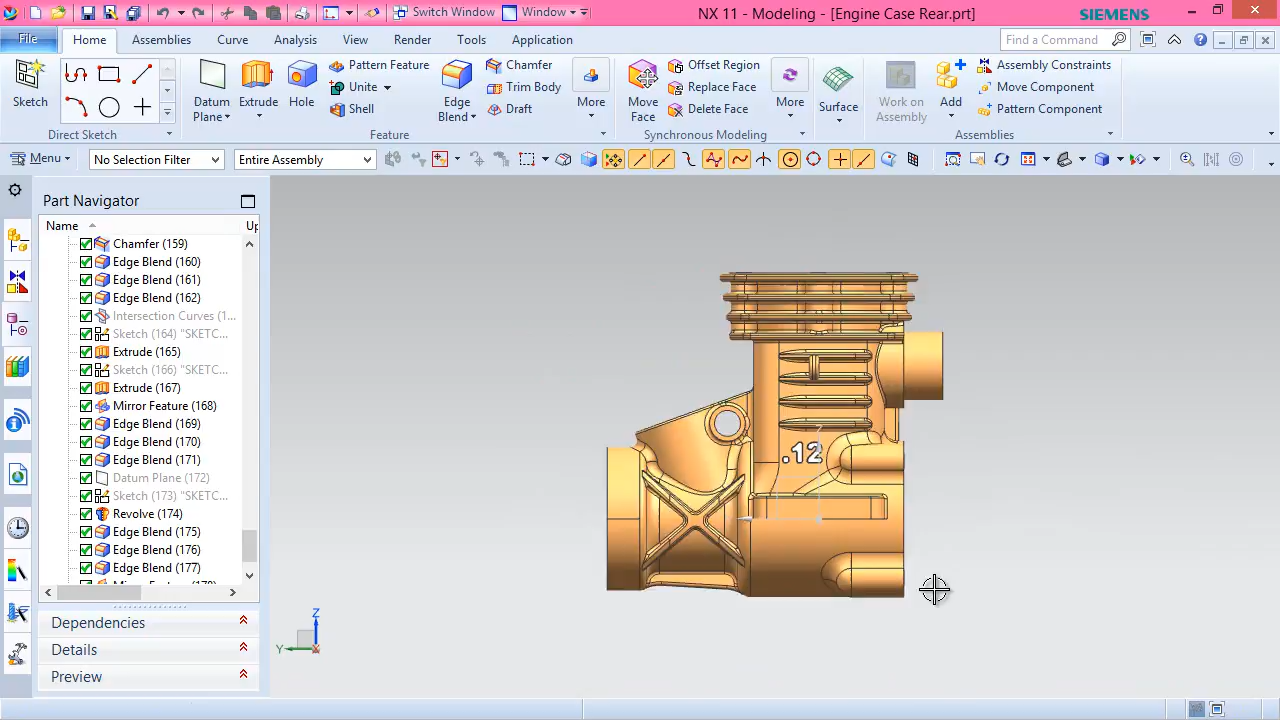 Switch Window
Window
NX 11 - Modeling - [Engine Case Rear.prt]
SIEMENS
File
Home
Assemblies
Curve
Analysis
View
Render
Tools
Application
Find a Command
Sketch
Direct Sketch
Datum Plane
Extrude
Hole
Pattern Feature
Unite
Shell
Edge Blend
Chamfer
Trim Body
Draft
More
Feature
Move Face
Offset Region
Replace Face
Delete Face
More
Synchronous Modeling
Surface
Work on Assembly
Add
Assembly Constraints
Move Component
Pattern Component
Assemblies
Menu
No Selection Filter
Entire Assembly
Part Navigator
Name
Up
Chamfer (159)
Edge Blend (160)
Edge Blend (161)
Edge Blend (162)
Intersection Curves (1...
Sketch (164) "SKETC...
Extrude (165)
Sketch (166) "SKETC...
Extrude (167)
Mirror Feature (168)
Edge Blend (169)
Edge Blend (170)
Edge Blend (171)
Datum Plane (172)
Sketch (173) "SKETC...
Revolve (174)
Edge Blend (175)
Edge Blend (176)
Edge Blend (177)
Dependencies
Details
Preview
.12
Z
Y
X